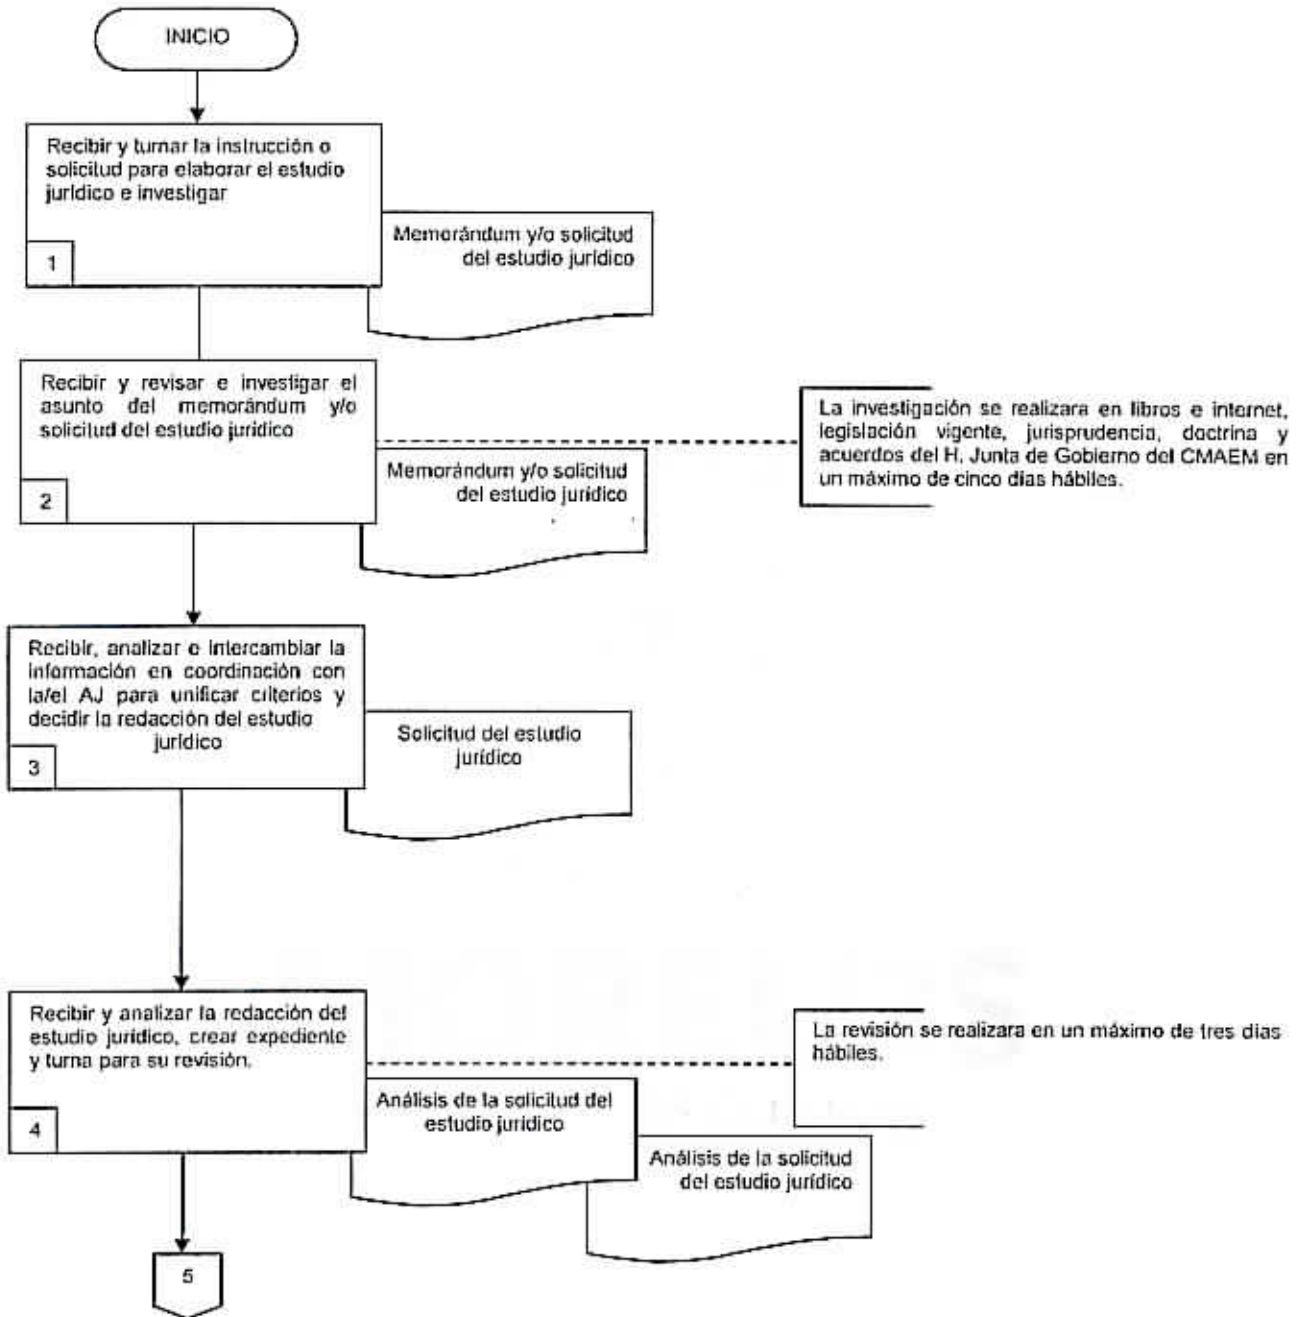 INICIO
Recibir y turnar la instrucción o
solicitud para elaborar el estudio
jurídico e investigar
1
Memorándum y/o solicitud
del estudio jurídico
Recibir y revisar e investigar el
asunto del memorándum y/o
solicitud del estudio jurídico
2
Memorándum y/o solicitud
del estudio jurídico
La investigación se realizara en libros e internet,
legislación vigente, jurisprudencia, doctrina y
acuerdos del H. Junta de Gobierno del CMAEM en
un máximo de cinco días hábiles.
Recibir, analizar e intercambiar la
información en coordinación con
la/el AJ para unificar criterios y
decidir la redacción del estudio
jurídico
3
Solicitud del estudio
jurídico
Recibir y analizar la redacción del
estudio jurídico, crear expediente
y turna para su revisión.
4
La revisión se realizara en un máximo de tres días
hábiles.
Análisis de la solicitud del
estudio jurídico
Análisis de la solicitud
del estudio jurídico
5